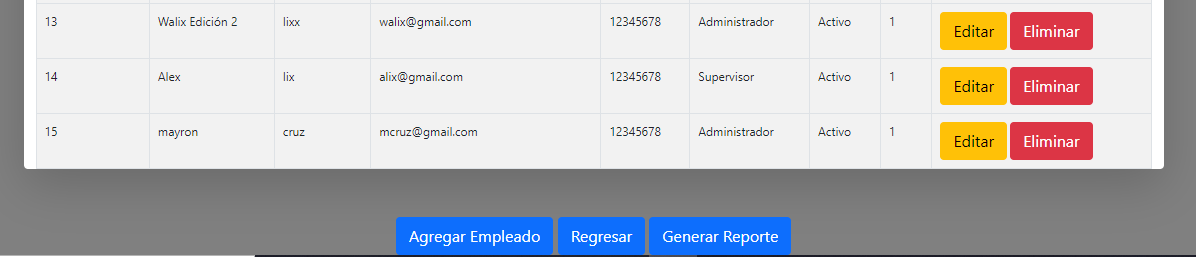 13 Walix Edición 2 lixx walix@gmail.com 12345678 Administrador Activo 1 Editar Eliminar
14 Alex lix alix@gmail.com 12345678 Supervisor Activo 1 Editar Eliminar
15 mayron cruz mcruz@gmail.com 12345678 Administrador Activo 1 Editar Eliminar
Agregar Empleado Regresar Generar Reporte